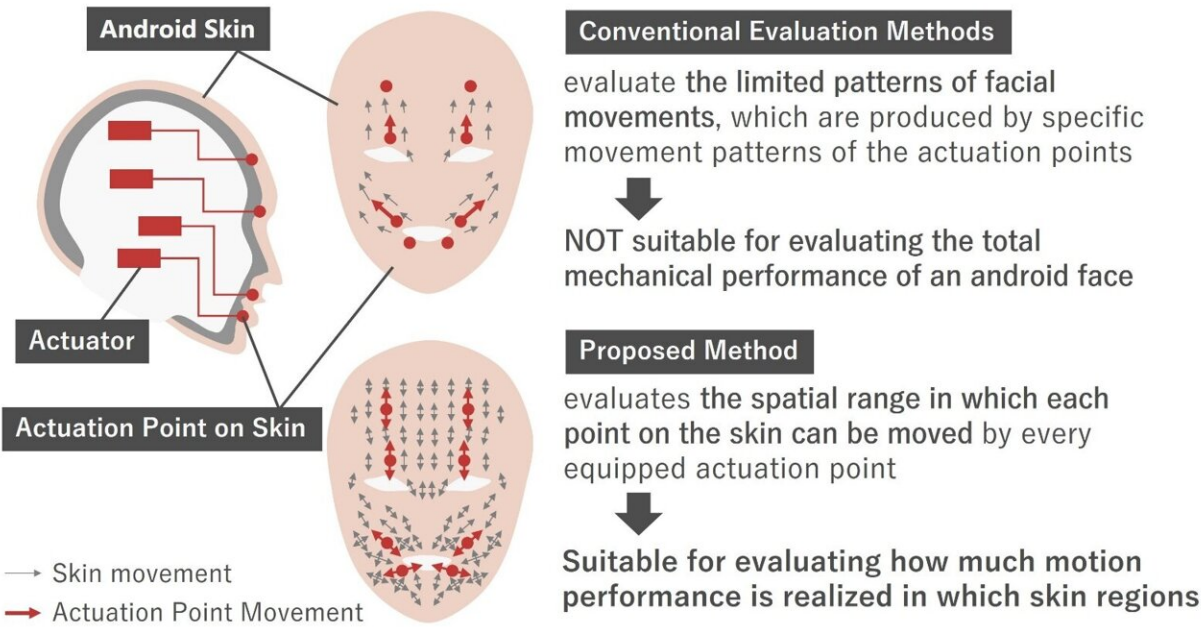 Android Skin
Actuator
Actuation Point on Skin
Skin movement
Actuation Point Movement
Conventional Evaluation Methods
evaluate the limited patterns of facial
movements, which are produced by specific
movement patterns of the actuation points
NOT suitable for evaluating the total
mechanical performance of an android face
Proposed Method
evaluates the spatial range in which each
point on the skin can be moved by every
equipped actuation point
Suitable for evaluating how much motion
performance is realized in which skin regions